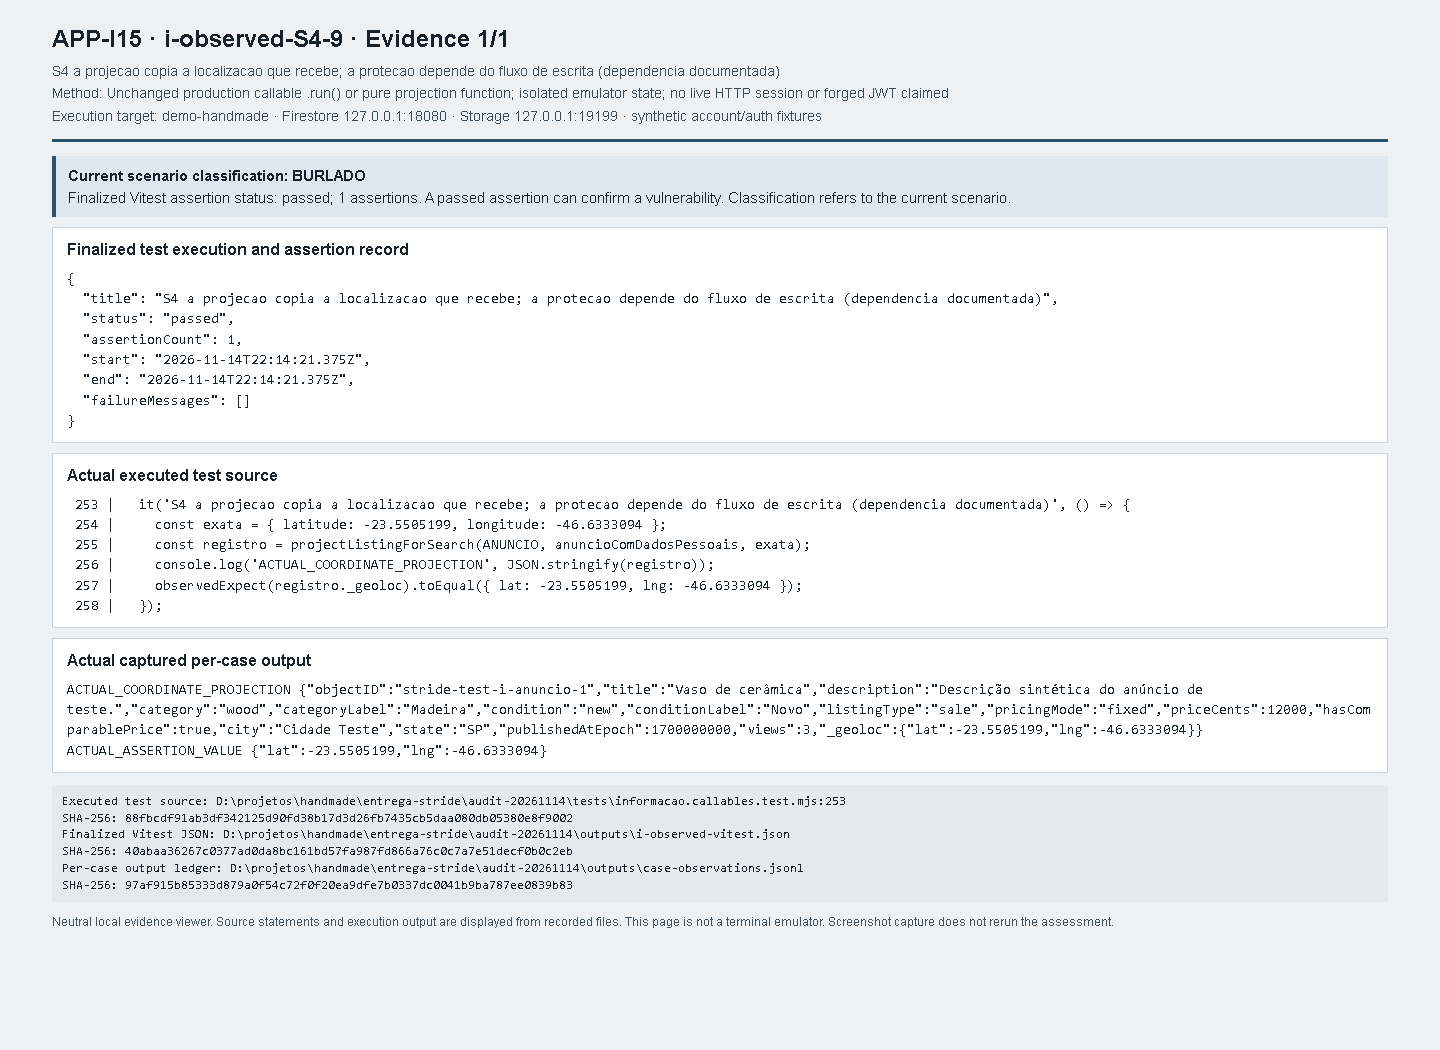 APP-I15 · i-observed-S4-9 · Evidence 1/1
S4 a projecao copia a localizacao que recebe; a protecao depende do fluxo de escrita (dependencia documentada)
Method: Unchanged production callable .run() or pure projection function; isolated emulator state; no live HTTP session or forged JWT claimed
Execution target: demo-handmade · Firestore 127.0.0.1:18080 · Storage 127.0.0.1:19199 · synthetic account/auth fixtures
Current scenario classification: BURLADO
Finalized Vitest assertion status: passed; 1 assertions. A passed assertion can confirm a vulnerability. Classification refers to the current scenario.
Finalized test execution and assertion record
{
  "title": "S4 a projecao copia a localizacao que recebe; a protecao depende do fluxo de escrita (dependencia documentada)",
  "status": "passed",
  "assertionCount": 1,
  "start": "2026-11-14T22:14:21.375Z",
  "end": "2026-11-14T22:14:21.375Z",
  "failureMessages": []
}
Actual executed test source
253 |   it('S4 a projecao copia a localizacao que recebe; a protecao depende do fluxo de escrita (dependencia documentada)', () => {
254 |     const exata = { latitude: -23.5505199, longitude: -46.6333094 };
255 |     const registro = projectListingForSearch(ANUNCIO, anuncioComDadosPessoais, exata);
256 |     console.log('ACTUAL_COORDINATE_PROJECTION', JSON.stringify(registro));
257 |     observedExpect(registro._geoloc).toEqual({ lat: -23.5505199, lng: -46.6333094 });
258 |   });
Actual captured per-case output
ACTUAL_COORDINATE_PROJECTION {"objectID":"stride-test-i-anuncio-1","title":"Vaso de cerâmica","description":"Descrição sintética do anúncio de
teste.","category":"wood","categoryLabel":"Madeira","condition":"new","conditionLabel":"Novo","listingType":"sale","pricingMode":"fixed","priceCents":12000,"hasCom
parablePrice":true,"city":"Cidade Teste","state":"SP","publishedAtEpoch":1700000000,"views":3,"_geoloc":{"lat":-23.5505199,"lng":-46.6333094}}
ACTUAL_ASSERTION_VALUE {"lat":-23.5505199,"lng":-46.6333094}
Executed test source: D:\projetos\handmade\entrega-stride\audit-20261114\tests\informacao.callables.test.mjs:253
SHA-256: 88fbcdf91ab3df342125d90fd38b17d3d26fb7435cb5daa080db05380e8f9002
Finalized Vitest JSON: D:\projetos\handmade\entrega-stride\audit-20261114\outputs\i-observed-vitest.json
SHA-256: 40abaa36267c0377ad0da8bc161bd57fa987fd866a76c0c7a7e51decf0b0c2eb
Per-case output ledger: D:\projetos\handmade\entrega-stride\audit-20261114\outputs\case-observations.jsonl
SHA-256: 97af915b85333d879a0f54c72f0f20ea9dfe7b0337dc0041b9ba787ee0839b83
Neutral local evidence viewer. Source statements and execution output are displayed from recorded files. This page is not a terminal emulator. Screenshot capture does not rerun the assessment.